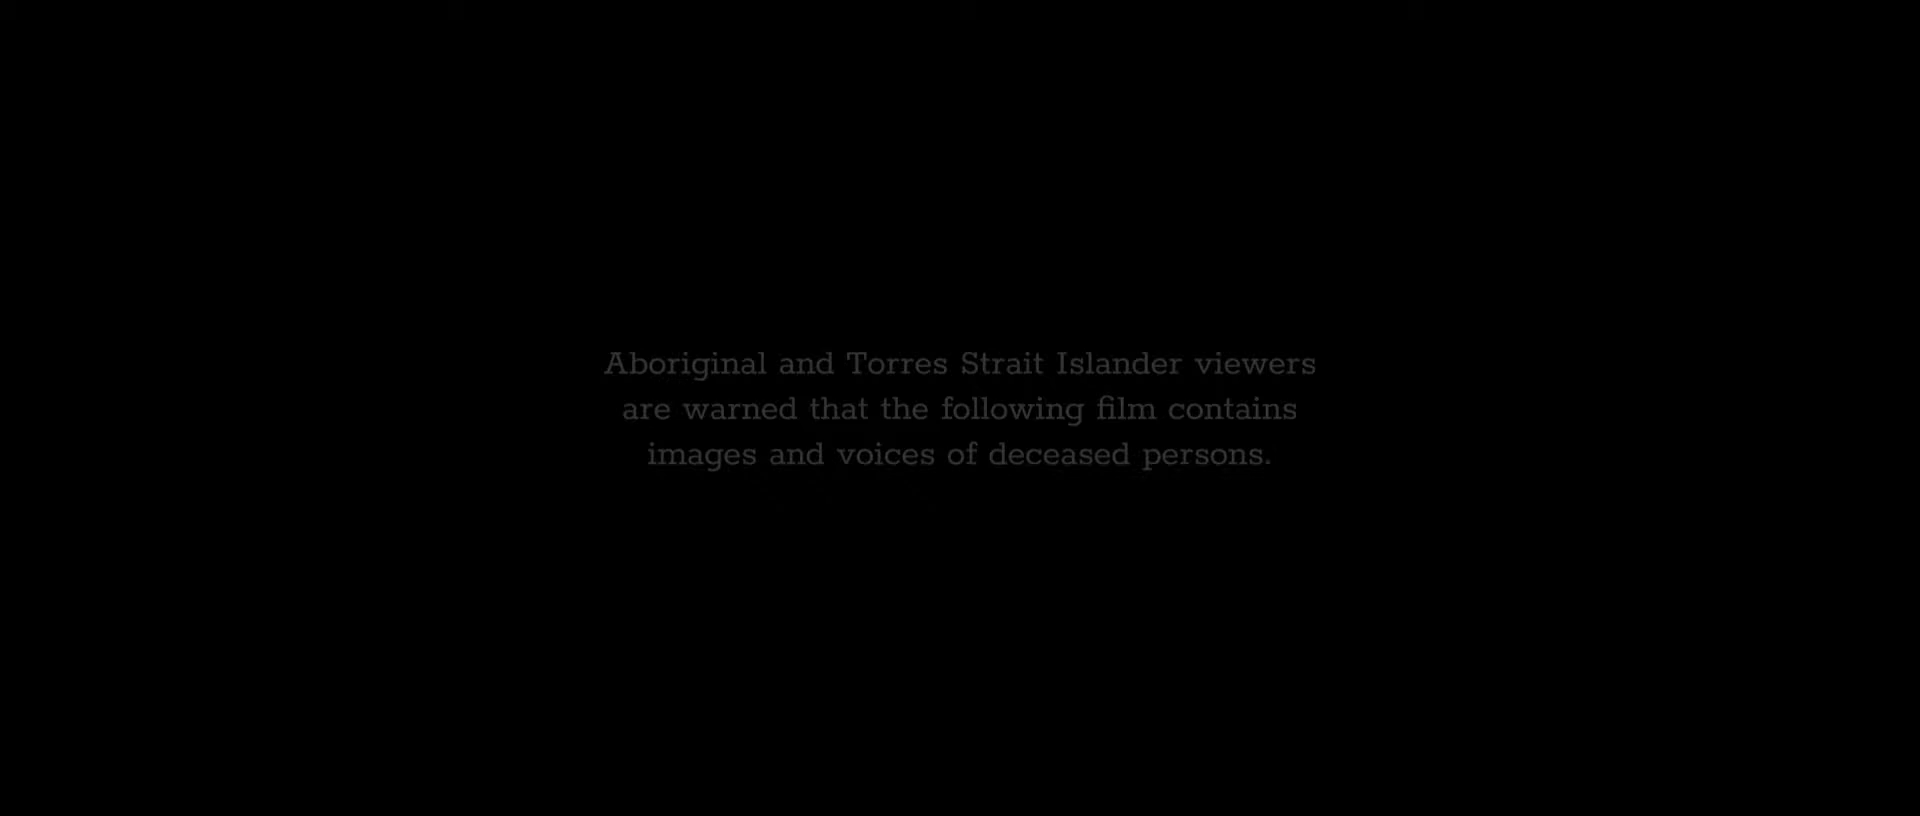 Aboriginal and Torres Strait Islander viewers
are warned that the following film contains
images and voices of deceased persons.